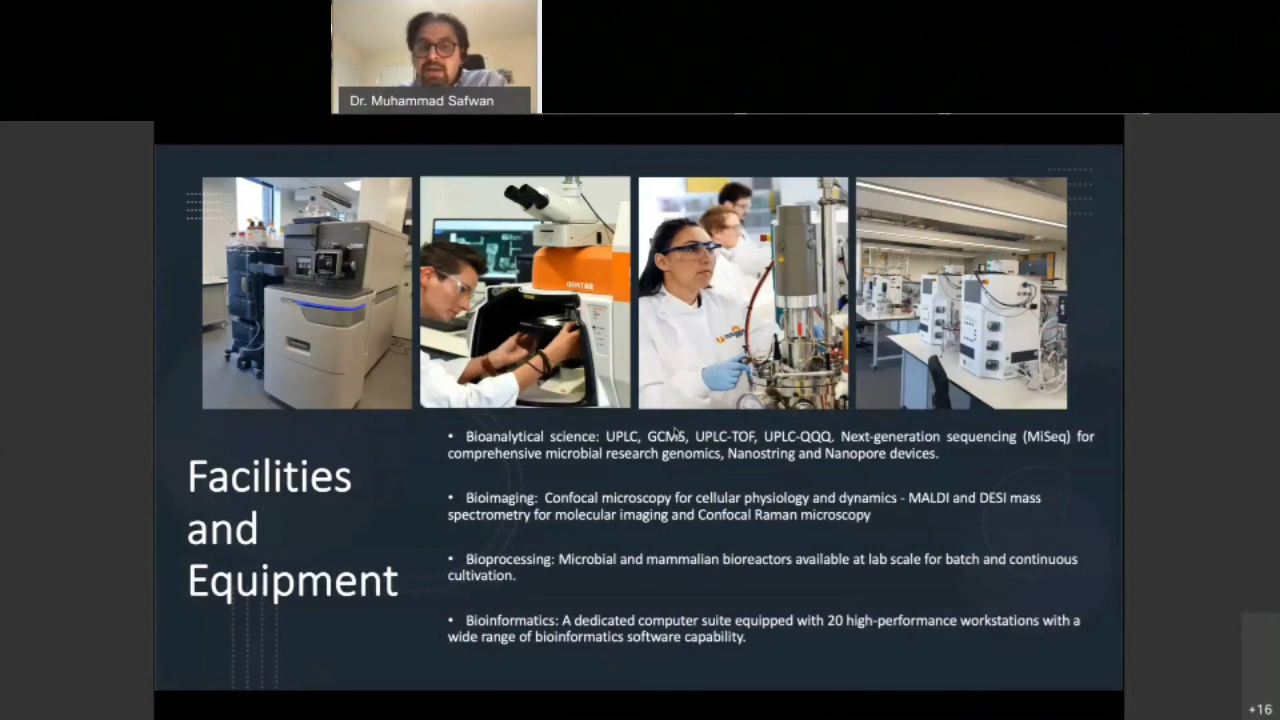 Dr. Muhammad Safwan
• Bioanalytical science: UPLC, GCMS, UPLC-TOF, UPLC-QQQ. Next-generation sequencing (MiSeq) for
comprehensive microbial research genomics, Nanostring and Nanopore devices.
• Bioimaging: Confocal microscopy for cellular physiology and dynamics - MALDI and DESI mass
spectrometry for molecular imaging and Confocal Raman microscopy
• Bioprocessing: Microbial and mammalian bioreactors available at lab scale for batch and continuous
cultivation.
• Bioinformatics: A dedicated computer suite equipped with 20 high-performance workstations with a
wide range of bioinformatics software capability.
Facilities
and
Equipment
+16